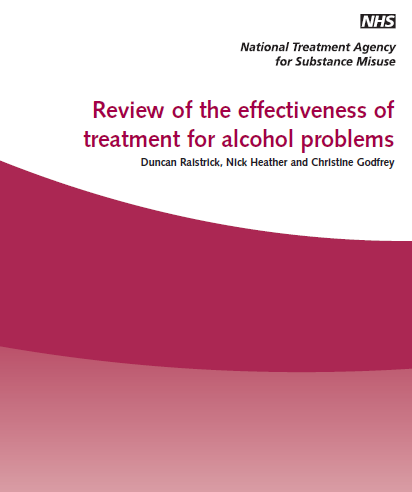 NHS
National Treatment Agency
for Substance Misuse
Review of the effectiveness of
treatment for alcohol problems
Duncan Raistrick, Nick Heather and Christine Godfrey